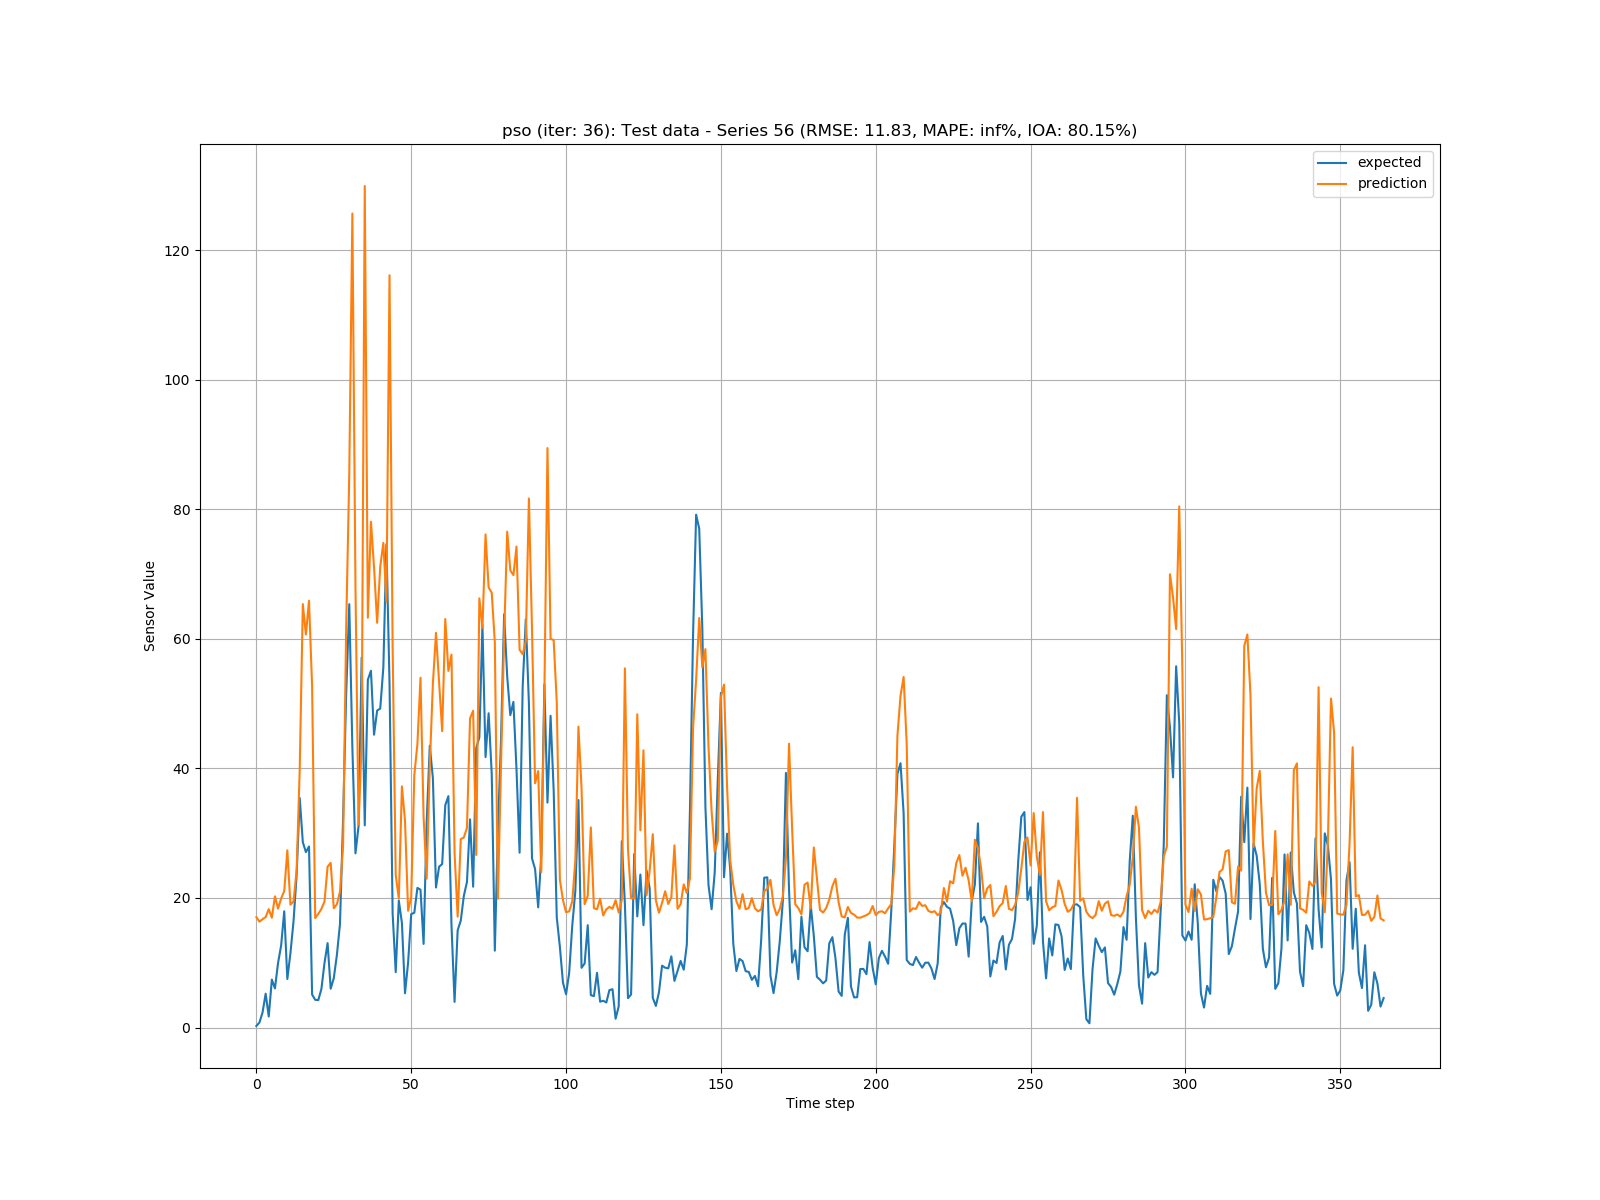 pso (iter: 36): Test data - Series 56 (RMSE: 11.83, MAPE: inf%, IOA: 80.15%)
expected
prediction
120
100
80
60
40
20
0
Sensor Value
0 50 100 150 200 250 300 350
Time step